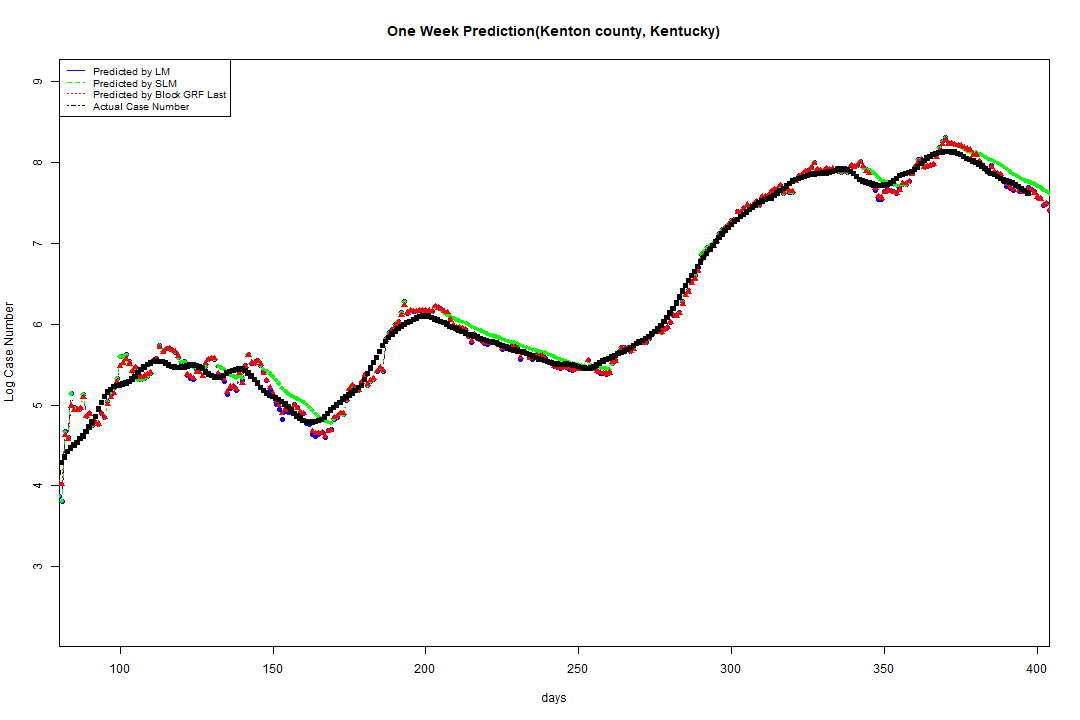 One Week Prediction(Kenton county, Kentucky)
Predicted by LM
Predicted by SLM
Predicted by Block GRF Last
Actual Case Number
9
8
7
6
5
4
3
Log Case Number
100 150 200 250 300 350 400
days